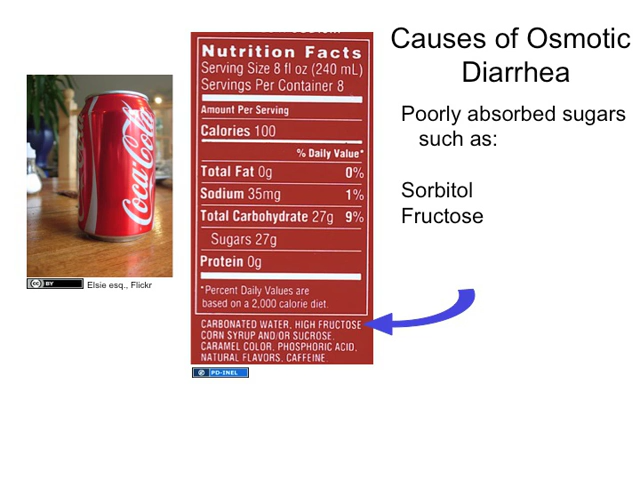 Causes of Osmotic
Diarrhea
Poorly absorbed sugars
such as:
Sorbitol
Fructose
Coca-Cola
cc BY
Elsie esq., Flickr
Nutrition Facts
Serving Size 8 fl oz (240 mL)
Servings Per Container 8
Amount Per Serving
Calories 100
% Daily Value*
Total Fat 0g 0%
Sodium 35mg 1%
Total Carbohydrate 27g 9%
Sugars 27g
Protein 0g
*Percent Daily Values are
based on a 2,000 calorie diet.
CARBONATED WATER, HIGH FRUCTOSE
CORN SYRUP AND/OR SUCROSE,
CARAMEL COLOR, PHOSPHORIC ACID,
NATURAL FLAVORS, CAFFEINE.
PD-INEL